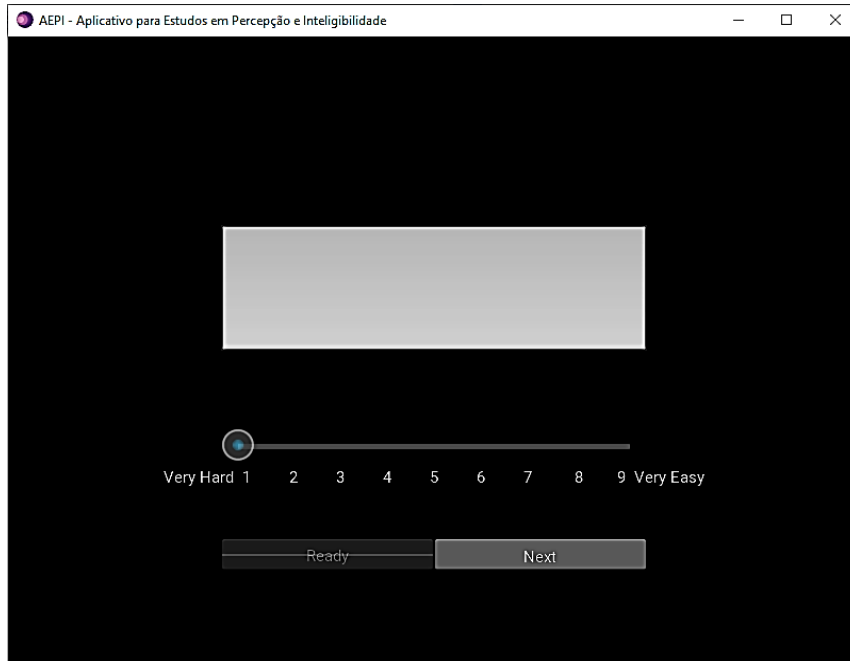 AEPI - Aplicativo para Estudos em Percepção e Inteligibilidade
Very Hard 1 2 3 4 5 6 7 8 9 Very Easy
Ready Next